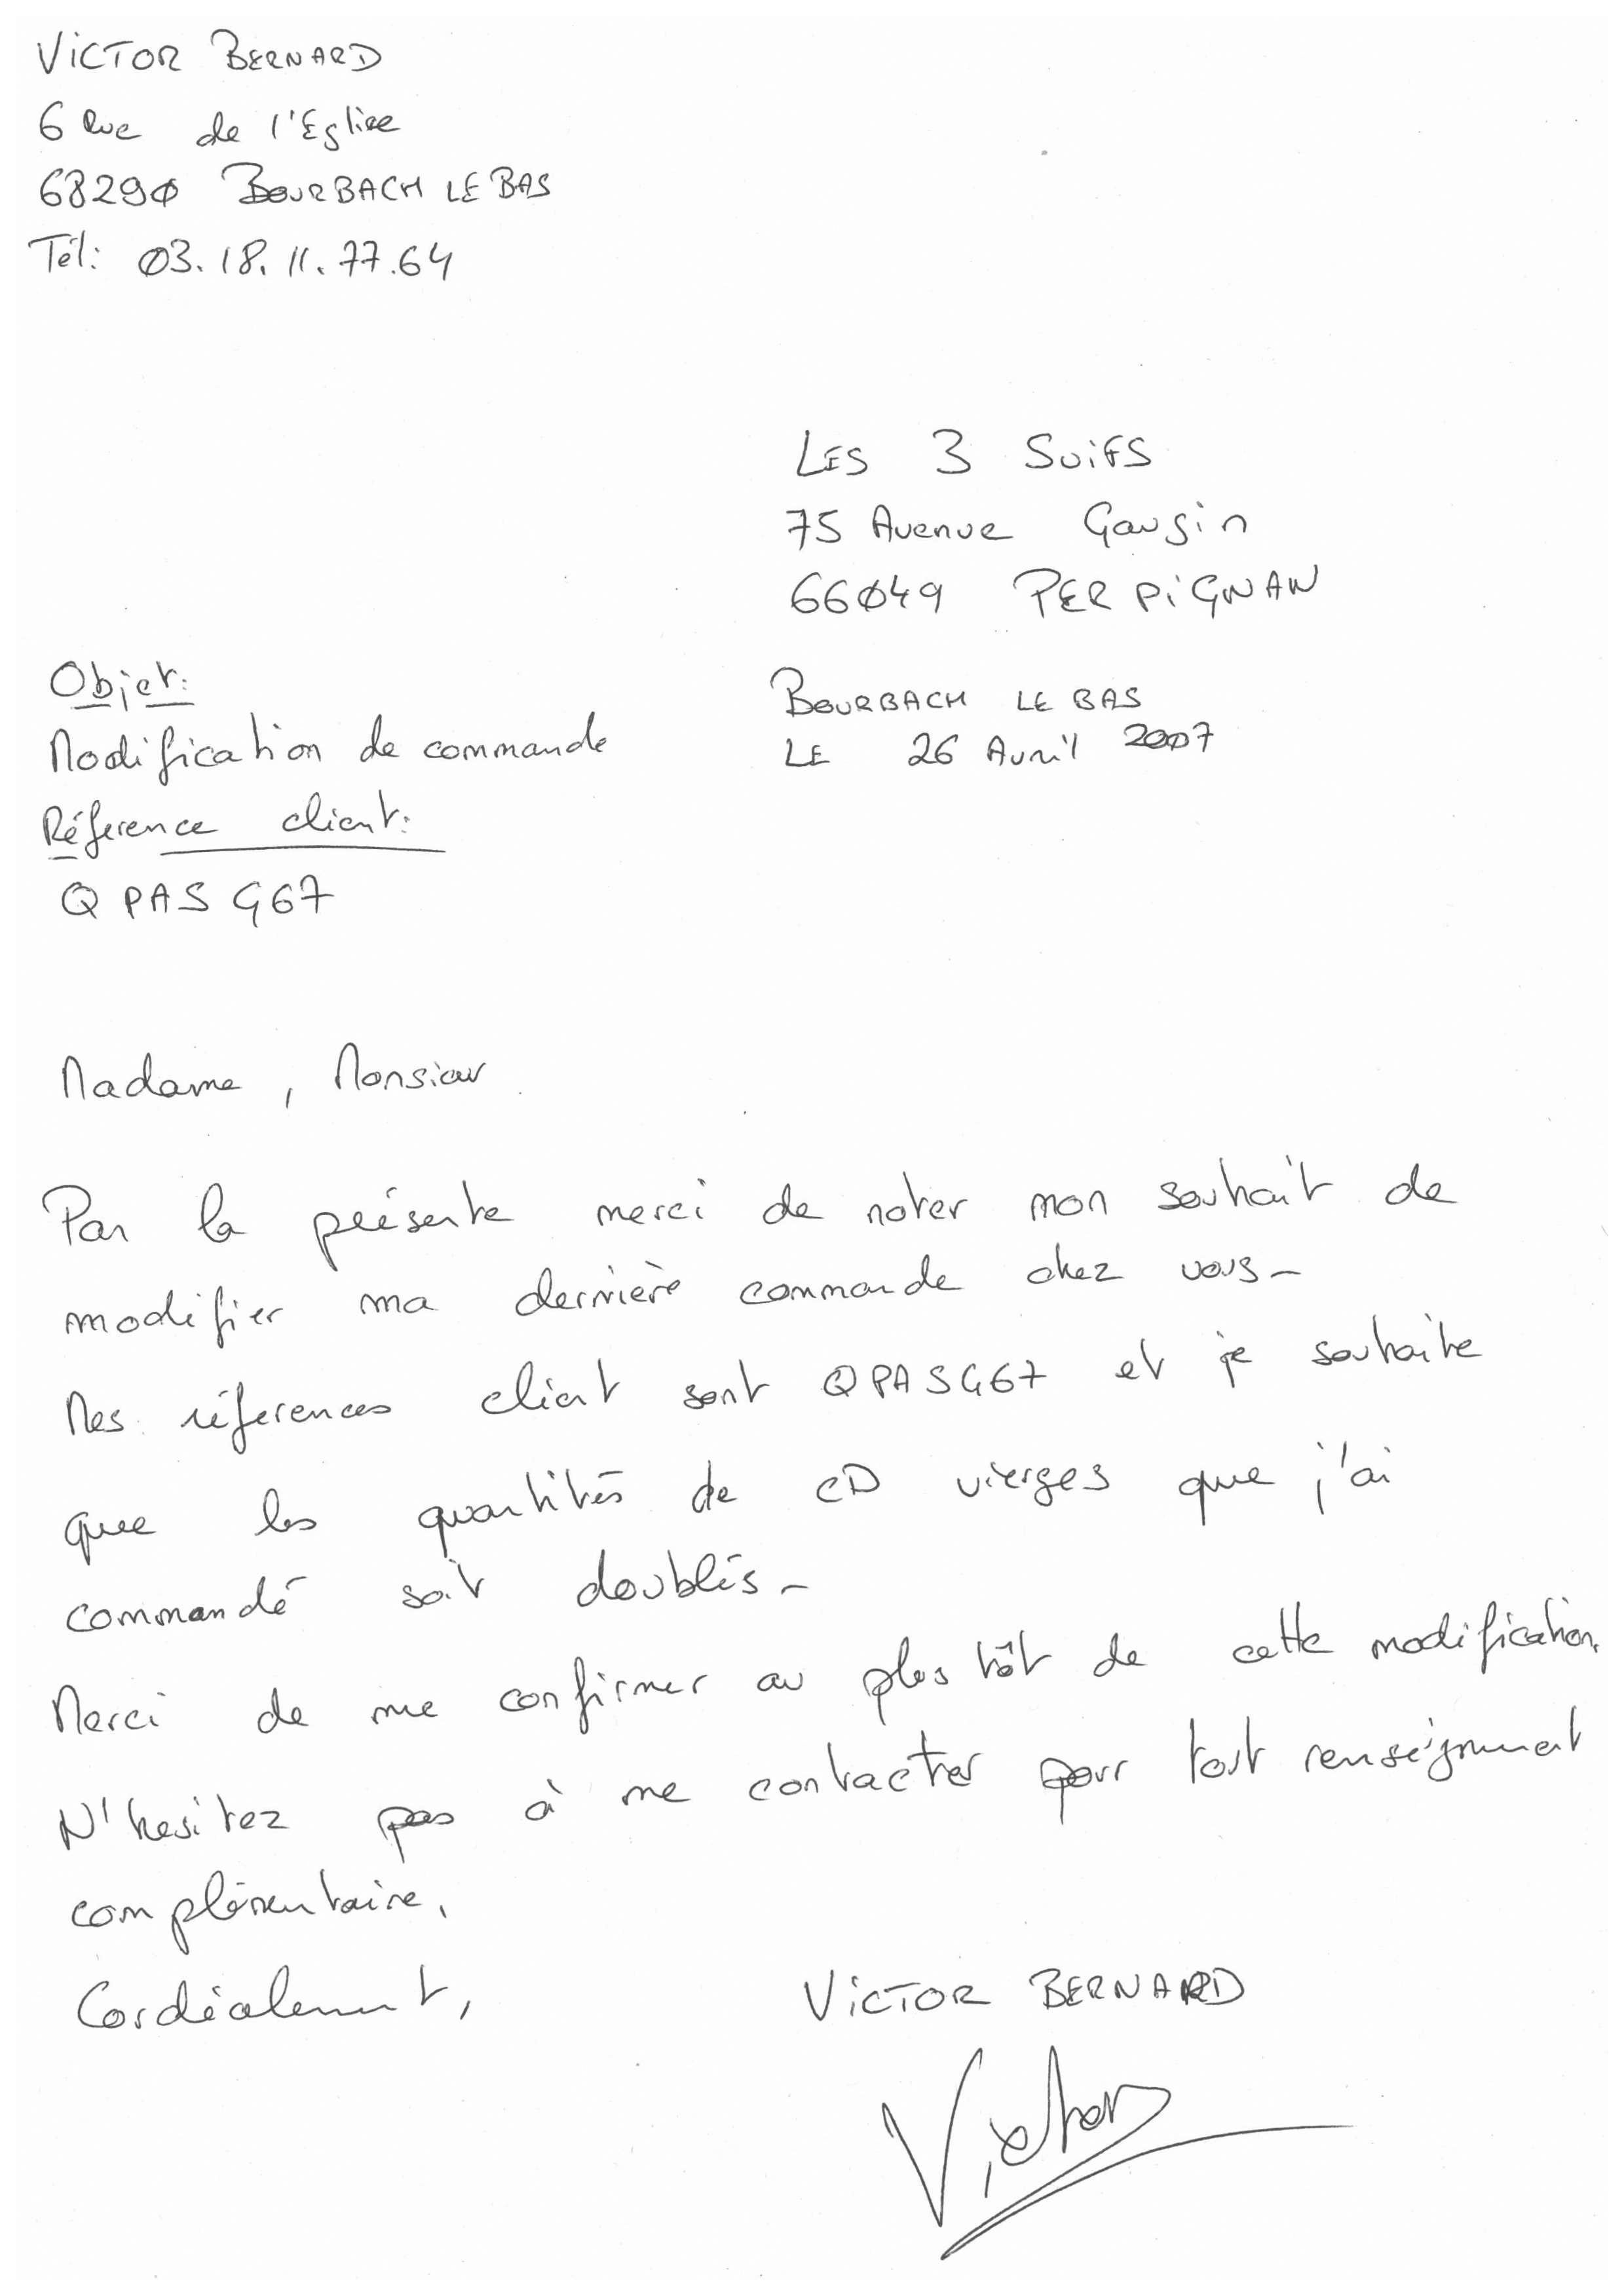 VICTOR BERNARD
6 Rue de l'Eglise
68290 BOURBACH LE BAS
Tél: 03.18.11.77.64
LES 3 SUIFS
75 Avenue Gaugin
66049 PERPIGNAN
Objet:
BOURBACH LE BAS
Modification de commande
LE 26 Avril 2007
Réference client:
QPASG67
Madame, Monsieur
Par la présente merci de noter mon souhait de
modifier ma dernière commande chez vous-
Mes réferences client sont QPASG67 et je souhaite
que les quantités de CD vierges que j'ai
commandé soit doublés-
Merci de me confirmer au plus tôt de cette modification.
N'hesitez pas à me contacter pour tout renseignement
complémentaire.
Cordialement,
VICTOR BERNARD
Victor